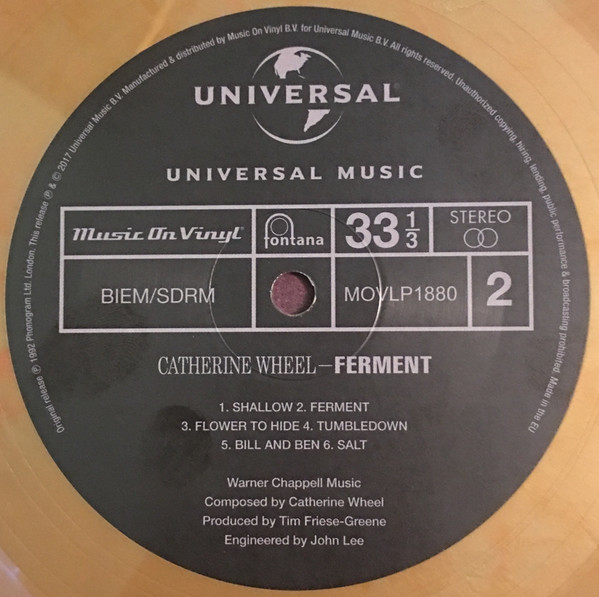 Original release ℗ 1992 Phonogram Ltd. London. This release ℗ & © 2017 Universal Music B.V. Manufactured & distributed by Music On Vinyl B.V. for Universal Music B.V. All rights reserved. Unauthorized copying, hiring, lending, public performance & broadcasting prohibited. Made in the EU
UNIVERSAL
UNIVERSAL MUSIC
Music On Vinyl
fontana
33 1/3
STEREO
BIEM/SDRM
MOVLP1880
2
CATHERINE WHEEL – FERMENT
1. SHALLOW 2. FERMENT
3. FLOWER TO HIDE 4. TUMBLEDOWN
5. BILL AND BEN 6. SALT
Warner Chappell Music
Composed by Catherine Wheel
Produced by Tim Friese-Greene
Engineered by John Lee